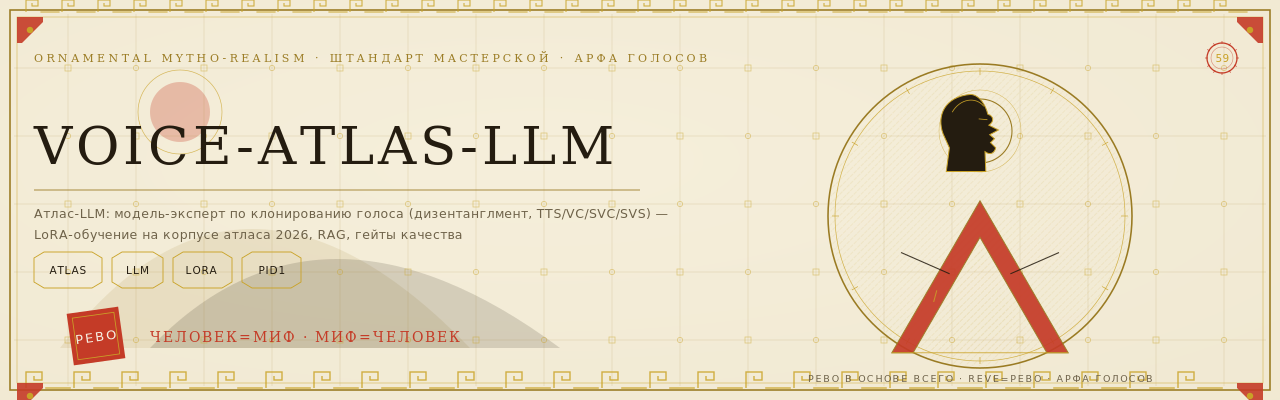 ORNAMENTAL MYTHO-REALISM · ШТАНДАРТ МАСТЕРСКОЙ · АРФА ГОЛОСОВ
59
VOICE-ATLAS-LLM
Атлас-LLM: модель-эксперт по клонированию голоса (дизентанглмент, TTS/VC/SVC/SVS) —
LoRA-обучение на корпусе атласа 2026, RAG, гейты качества
ATLAS LLM LORA PID1
РЕВО
ЧЕЛОВЕК=МИФ · МИФ=ЧЕЛОВЕК
РЕВО В ОСНОВЕ ВСЕГО · REVE=РЕВО · АРФА ГОЛОСОВ